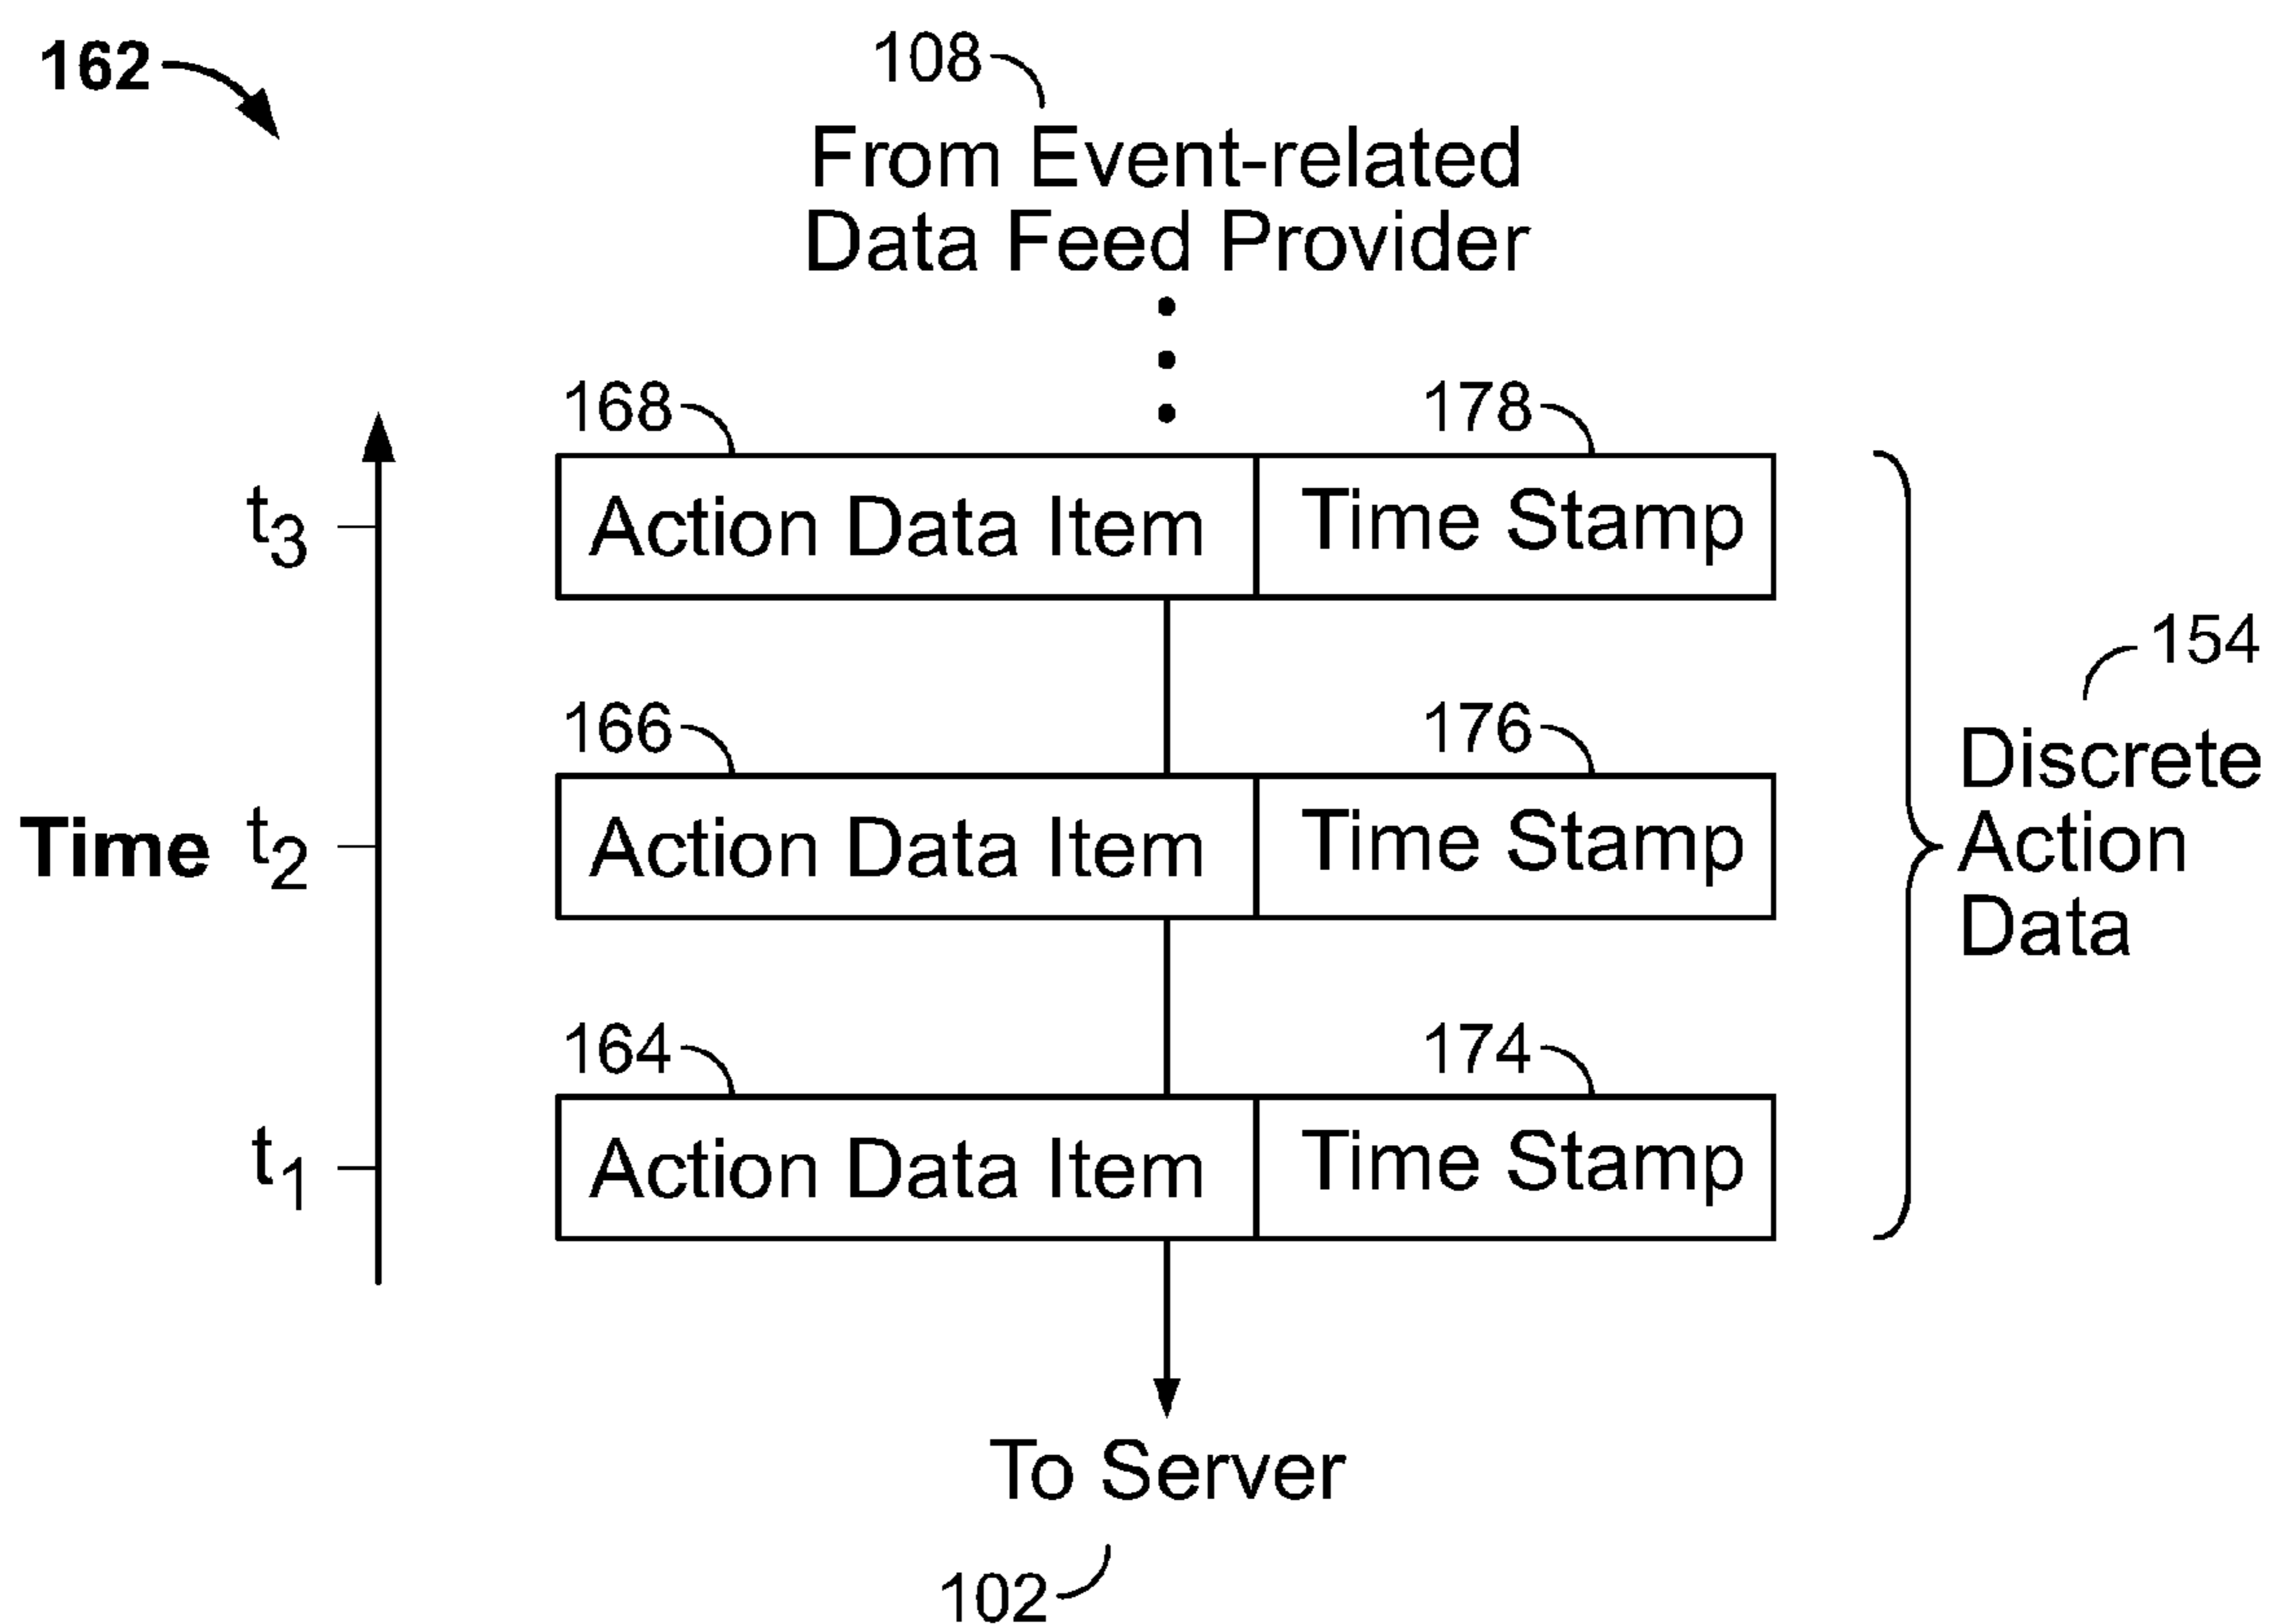 162
108
From Event-related
Data Feed Provider
168
178
t3
Action Data Item
Time Stamp
154
166
176
Time
t2
Action Data Item
Time Stamp
Discrete
Action
Data
164
174
t1
Action Data Item
Time Stamp
To Server
102